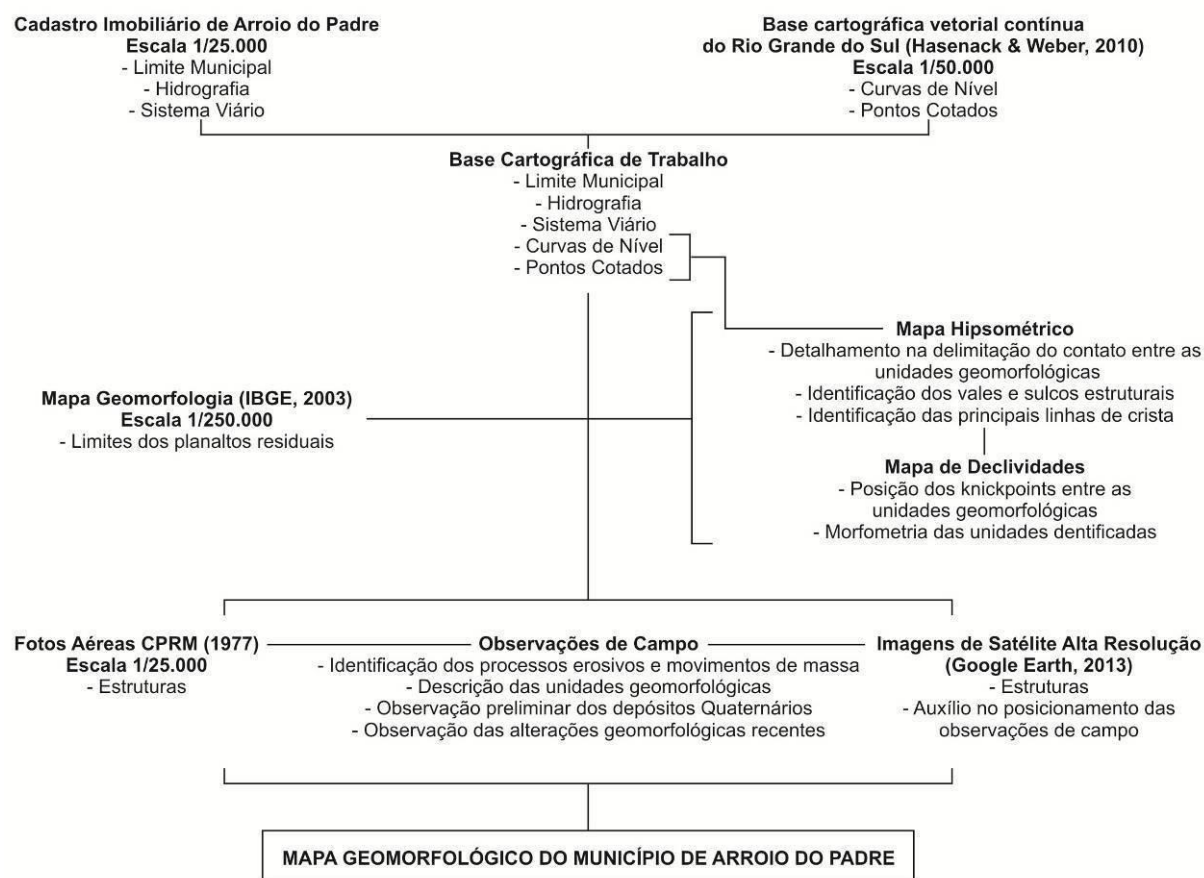 Cadastro Imobiliário de Arroio do Padre
Escala 1/25.000
- Limite Municipal
- Hidrografia
- Sistema Viário
Base cartográfica vetorial contínua
do Rio Grande do Sul (Hasenack & Weber, 2010)
Escala 1/50.000
- Curvas de Nível
- Pontos Cotados
Base Cartográfica de Trabalho
- Limite Municipal
- Hidrografia
- Sistema Viário
- Curvas de Nível
- Pontos Cotados
Mapa Hipsométrico
- Detalhamento na delimitação do contato entre as
unidades geomorfológicas
- Identificação dos vales e sulcos estruturais
- Identificação das principais linhas de crista
Mapa Geomorfologia (IBGE, 2003)
Escala 1/250.000
- Limites dos planaltos residuais
Mapa de Declividades
- Posição dos knickpoints entre as
unidades geomorfológicas
- Morfometria das unidades dentificadas
Fotos Aéreas CPRM (1977)
Escala 1/25.000
- Estruturas
Observações de Campo
- Identificação dos processos erosivos e movimentos de massa
- Descrição das unidades geomorfológicas
- Observação preliminar dos depósitos Quaternários
- Observação das alterações geomorfológicas recentes
Imagens de Satélite Alta Resolução
(Google Earth, 2013)
- Estruturas
- Auxílio no posicionamento das
observações de campo
MAPA GEOMORFOLÓGICO DO MUNICÍPIO DE ARROIO DO PADRE